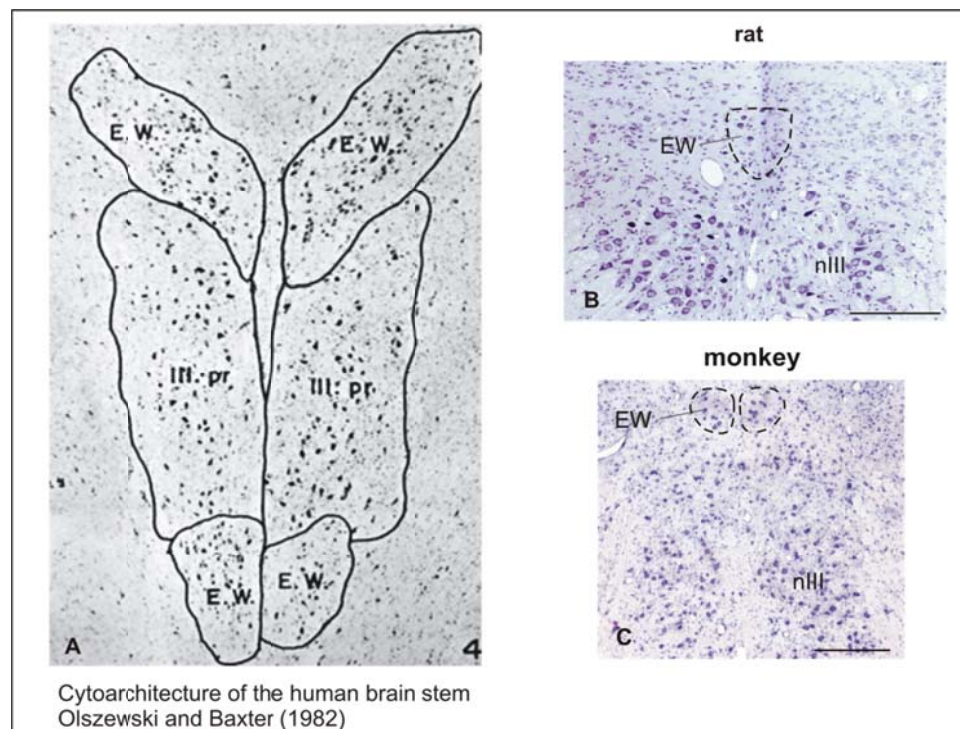 E. W.
E. W.
III. pr
III. pr
E. W.
E. W.
A
4
Cytoarchitecture of the human brain stem
Olszewski and Baxter (1982)
rat
EW
nIII
B
monkey
EW
nIII
C